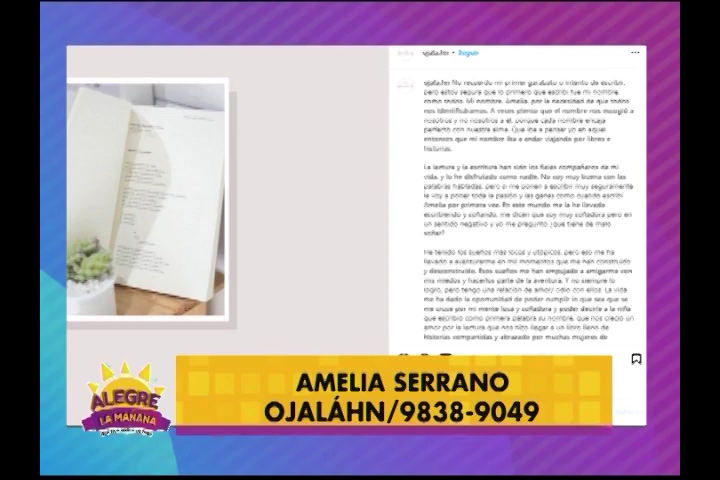 ojala.hn • Seguir
ojala.hn No recuerdo mi primer garabato o intento de escribir,
pero estoy segura que lo primero que escribí fue mi nombre,
como todos. Mi nombre, Amelia, por la necesidad de que todos
nos identifiquemos. A veces pienso que el nombre nos escogió a
nosotros y no nosotros a él, porque cada nombre encaja
perfecto con nuestra alma. Que iba a pensar yo en aquel
entonces que mi nombre iba a andar viajando por libros e
historias.
La lectura y la escritura han sido los fieles compañeros de mi
vida, y lo he disfrutado como nadie. No soy muy buena con las
palabras habladas, pero si me ponen a escribir muy seguramente
le voy a poner toda la pasión y las ganas como cuando escribí
Amelia por primera vez. En este mundo me la he llevado
escribiendo y soñando, me dicen que soy muy soñadora pero en
un sentido negativo y yo me pregunto ¿que tiene de malo
soñar?
He tenido los sueños más locos y utópicos, pero eso me ha
llevado a aventurarme en mil momentos que me han construido
y desconstruido. Esos sueños me han empujado a amigarme con
mis miedos y hacerlos parte de la aventura. Y no siempre lo
logro, pero tengo una relación de amor/ odio con ellos. La vida
me ha dado la oportunidad de poder cumplir lo que sea que se
me cruce por mi mente loca y soñadora y poder decirle a la niña
que escribió como primera palabra su nombre, que nos creció un
amor por la lectura que nos hizo llegar a un libro lleno de
historias compartidas y abrazado por muchas mujeres de
ALEGRE
LA MAÑANA
AMELIA SERRANO
OJALÁHN/9838-9049